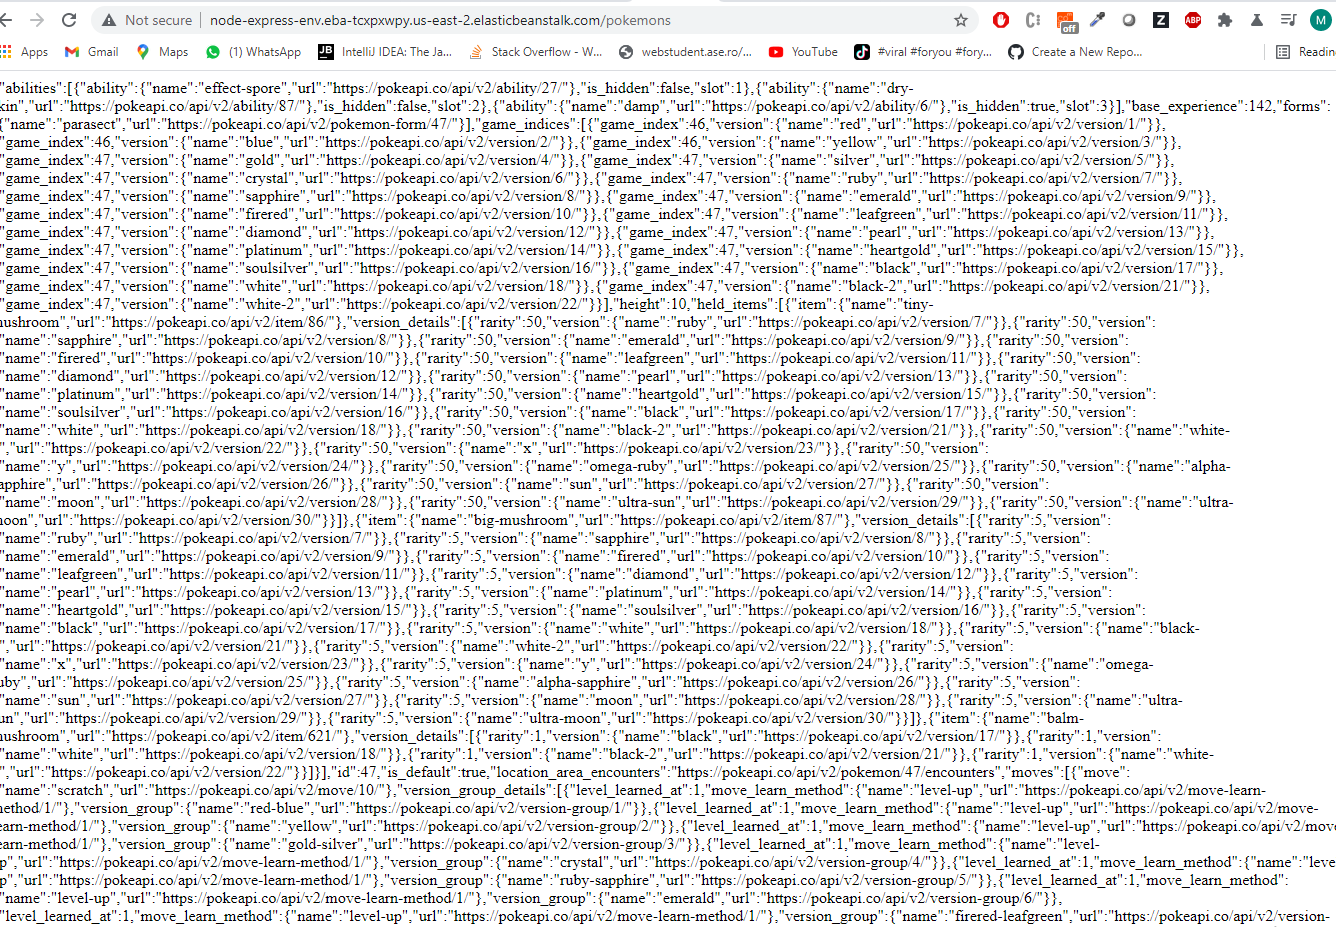 Not secure | node-express-env.eba-tcxpxwpy.us-east-2.elasticbeanstalk.com/pokemons
off
Z
ABP
M
Apps Gmail Maps (1) WhatsApp IntelliJ IDEA: The Ja... Stack Overflow - W... webstudent.ase.ro/... YouTube #viral #foryou #fory... Create a New Repo... Readin
"abilities":[{"ability":{"name":"effect-spore","url":"https://pokeapi.co/api/v2/ability/27/"},"is_hidden":false,"slot":1},{"ability":{"name":"dry-
kin","url":"https://pokeapi.co/api/v2/ability/87/"},"is_hidden":false,"slot":2},{"ability":{"name":"damp","url":"https://pokeapi.co/api/v2/ability/6/"},"is_hidden":true,"slot":3}],"base_experience":142,"forms":
{"name":"parasect","url":"https://pokeapi.co/api/v2/pokemon-form/47/"}],"game_indices":[{"game_index":46,"version":{"name":"red","url":"https://pokeapi.co/api/v2/version/1/"}},
"game_index":46,"version":{"name":"blue","url":"https://pokeapi.co/api/v2/version/2/"}},{"game_index":46,"version":{"name":"yellow","url":"https://pokeapi.co/api/v2/version/3/"}},
"game_index":47,"version":{"name":"gold","url":"https://pokeapi.co/api/v2/version/4/"}},{"game_index":47,"version":{"name":"silver","url":"https://pokeapi.co/api/v2/version/5/"}},
"game_index":47,"version":{"name":"crystal","url":"https://pokeapi.co/api/v2/version/6/"}},{"game_index":47,"version":{"name":"ruby","url":"https://pokeapi.co/api/v2/version/7/"}},
"game_index":47,"version":{"name":"sapphire","url":"https://pokeapi.co/api/v2/version/8/"}},{"game_index":47,"version":{"name":"emerald","url":"https://pokeapi.co/api/v2/version/9/"}},
"game_index":47,"version":{"name":"firered","url":"https://pokeapi.co/api/v2/version/10/"}},{"game_index":47,"version":{"name":"leafgreen","url":"https://pokeapi.co/api/v2/version/11/"}},
"game_index":47,"version":{"name":"diamond","url":"https://pokeapi.co/api/v2/version/12/"}},{"game_index":47,"version":{"name":"pearl","url":"https://pokeapi.co/api/v2/version/13/"}},
"game_index":47,"version":{"name":"platinum","url":"https://pokeapi.co/api/v2/version/14/"}},{"game_index":47,"version":{"name":"heartgold","url":"https://pokeapi.co/api/v2/version/15/"}},
"game_index":47,"version":{"name":"soulsilver","url":"https://pokeapi.co/api/v2/version/16/"}},{"game_index":47,"version":{"name":"black","url":"https://pokeapi.co/api/v2/version/17/"}},
"game_index":47,"version":{"name":"white","url":"https://pokeapi.co/api/v2/version/18/"}},{"game_index":47,"version":{"name":"black-2","url":"https://pokeapi.co/api/v2/version/21/"}},
"game_index":47,"version":{"name":"white-2","url":"https://pokeapi.co/api/v2/version/22/"}}],"height":10,"held_items":[{"item":{"name":"tiny-
nushroom","url":"https://pokeapi.co/api/v2/item/86/"},"version_details":[{"rarity":50,"version":{"name":"ruby","url":"https://pokeapi.co/api/v2/version/7/"}},{"rarity":50,"version":
"name":"sapphire","url":"https://pokeapi.co/api/v2/version/8/"}},{"rarity":50,"version":{"name":"emerald","url":"https://pokeapi.co/api/v2/version/9/"}},{"rarity":50,"version":
"name":"firered","url":"https://pokeapi.co/api/v2/version/10/"}},{"rarity":50,"version":{"name":"leafgreen","url":"https://pokeapi.co/api/v2/version/11/"}},{"rarity":50,"version":
"name":"diamond","url":"https://pokeapi.co/api/v2/version/12/"}},{"rarity":50,"version":{"name":"pearl","url":"https://pokeapi.co/api/v2/version/13/"}},{"rarity":50,"version":
"name":"platinum","url":"https://pokeapi.co/api/v2/version/14/"}},{"rarity":50,"version":{"name":"heartgold","url":"https://pokeapi.co/api/v2/version/15/"}},{"rarity":50,"version":
"name":"soulsilver","url":"https://pokeapi.co/api/v2/version/16/"}},{"rarity":50,"version":{"name":"black","url":"https://pokeapi.co/api/v2/version/17/"}},{"rarity":50,"version":
"name":"white","url":"https://pokeapi.co/api/v2/version/18/"}},{"rarity":50,"version":{"name":"black-2","url":"https://pokeapi.co/api/v2/version/21/"}},{"rarity":50,"version":{"name":"white-
","url":"https://pokeapi.co/api/v2/version/22/"}},{"rarity":50,"version":{"name":"x","url":"https://pokeapi.co/api/v2/version/23/"}},{"rarity":50,"version":
"name":"y","url":"https://pokeapi.co/api/v2/version/24/"}},{"rarity":50,"version":{"name":"omega-ruby","url":"https://pokeapi.co/api/v2/version/25/"}},{"rarity":50,"version":{"name":"alpha-
apphire","url":"https://pokeapi.co/api/v2/version/26/"}},{"rarity":50,"version":{"name":"sun","url":"https://pokeapi.co/api/v2/version/27/"}},{"rarity":50,"version":
"name":"moon","url":"https://pokeapi.co/api/v2/version/28/"}},{"rarity":50,"version":{"name":"ultra-sun","url":"https://pokeapi.co/api/v2/version/29/"}},{"rarity":50,"version":{"name":"ultra-
noon","url":"https://pokeapi.co/api/v2/version/30/"}}]},{"item":{"name":"big-mushroom","url":"https://pokeapi.co/api/v2/item/87/"},"version_details":[{"rarity":5,"version":
"name":"ruby","url":"https://pokeapi.co/api/v2/version/7/"}},{"rarity":5,"version":{"name":"sapphire","url":"https://pokeapi.co/api/v2/version/8/"}},{"rarity":5,"version":
"name":"emerald","url":"https://pokeapi.co/api/v2/version/9/"}},{"rarity":5,"version":{"name":"firered","url":"https://pokeapi.co/api/v2/version/10/"}},{"rarity":5,"version":
"name":"leafgreen","url":"https://pokeapi.co/api/v2/version/11/"}},{"rarity":5,"version":{"name":"diamond","url":"https://pokeapi.co/api/v2/version/12/"}},{"rarity":5,"version":
"name":"pearl","url":"https://pokeapi.co/api/v2/version/13/"}},{"rarity":5,"version":{"name":"platinum","url":"https://pokeapi.co/api/v2/version/14/"}},{"rarity":5,"version":
"name":"heartgold","url":"https://pokeapi.co/api/v2/version/15/"}},{"rarity":5,"version":{"name":"soulsilver","url":"https://pokeapi.co/api/v2/version/16/"}},{"rarity":5,"version":
"name":"black","url":"https://pokeapi.co/api/v2/version/17/"}},{"rarity":5,"version":{"name":"white","url":"https://pokeapi.co/api/v2/version/18/"}},{"rarity":5,"version":{"name":"black-
","url":"https://pokeapi.co/api/v2/version/21/"}},{"rarity":5,"version":{"name":"white-2","url":"https://pokeapi.co/api/v2/version/22/"}},{"rarity":5,"version":
"name":"x","url":"https://pokeapi.co/api/v2/version/23/"}},{"rarity":5,"version":{"name":"y","url":"https://pokeapi.co/api/v2/version/24/"}},{"rarity":5,"version":{"name":"omega-
uby","url":"https://pokeapi.co/api/v2/version/25/"}},{"rarity":5,"version":{"name":"alpha-sapphire","url":"https://pokeapi.co/api/v2/version/26/"}},{"rarity":5,"version":
"name":"sun","url":"https://pokeapi.co/api/v2/version/27/"}},{"rarity":5,"version":{"name":"moon","url":"https://pokeapi.co/api/v2/version/28/"}},{"rarity":5,"version":{"name":"ultra-
un","url":"https://pokeapi.co/api/v2/version/29/"}},{"rarity":5,"version":{"name":"ultra-moon","url":"https://pokeapi.co/api/v2/version/30/"}}]},{"item":{"name":"balm-
nushroom","url":"https://pokeapi.co/api/v2/item/621/"},"version_details":[{"rarity":1,"version":{"name":"black","url":"https://pokeapi.co/api/v2/version/17/"}},{"rarity":1,"version":
"name":"white","url":"https://pokeapi.co/api/v2/version/18/"}},{"rarity":1,"version":{"name":"black-2","url":"https://pokeapi.co/api/v2/version/21/"}},{"rarity":1,"version":{"name":"white-
","url":"https://pokeapi.co/api/v2/version/22/"}}]}],"id":47,"is_default":true,"location_area_encounters":"https://pokeapi.co/api/v2/pokemon/47/encounters","moves":[{"move":
"name":"scratch","url":"https://pokeapi.co/api/v2/move/10/"},"version_group_details":[{"level_learned_at":1,"move_learn_method":{"name":"level-up","url":"https://pokeapi.co/api/v2/move-learn-
nethod/1/"},"version_group":{"name":"red-blue","url":"https://pokeapi.co/api/v2/version-group/1/"}},{"level_learned_at":1,"move_learn_method":{"name":"level-up","url":"https://pokeapi.co/api/v2/move-
earn-method/1/"},"version_group":{"name":"yellow","url":"https://pokeapi.co/api/v2/version-group/2/"}},{"level_learned_at":1,"move_learn_method":{"name":"level-up","url":"https://pokeapi.co/api/v2/move
earn-method/1/"},"version_group":{"name":"gold-silver","url":"https://pokeapi.co/api/v2/version-group/3/"}},{"level_learned_at":1,"move_learn_method":{"name":"level-
p","url":"https://pokeapi.co/api/v2/move-learn-method/1/"},"version_group":{"name":"crystal","url":"https://pokeapi.co/api/v2/version-group/4/"}},{"level_learned_at":1,"move_learn_method":{"name":"leve
p","url":"https://pokeapi.co/api/v2/move-learn-method/1/"},"version_group":{"name":"ruby-sapphire","url":"https://pokeapi.co/api/v2/version-group/5/"}},{"level_learned_at":1,"move_learn_method":
"name":"level-up","url":"https://pokeapi.co/api/v2/move-learn-method/1/"},"version_group":{"name":"emerald","url":"https://pokeapi.co/api/v2/version-group/6/"}},
"level_learned_at":1,"move_learn_method":{"name":"level-up","url":"https://pokeapi.co/api/v2/move-learn-method/1/"},"version_group":{"name":"firered-leafgreen","url":"https://pokeapi.co/api/v2/version-